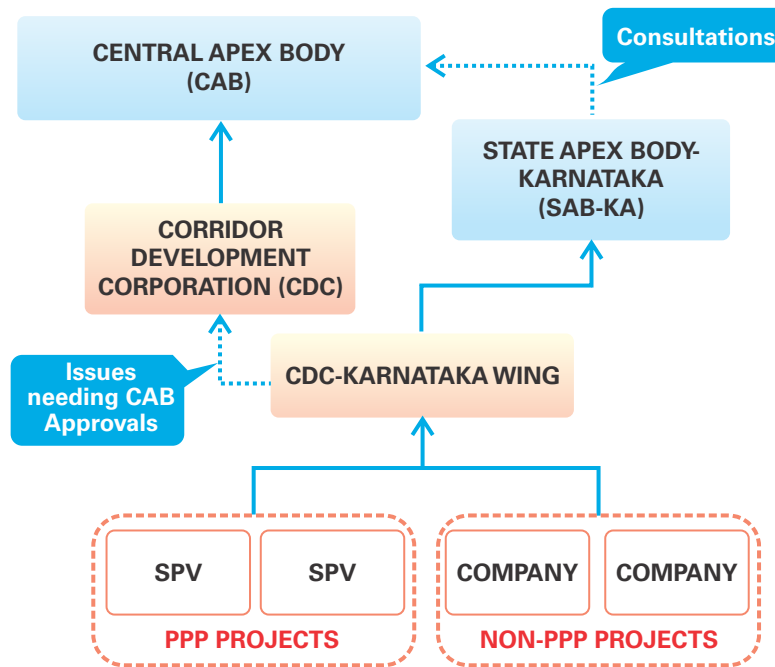 Consultations
CENTRAL APEX BODY
(CAB)
STATE APEX BODY-
KARNATAKA
(SAB-KA)
CORRIDOR
DEVELOPMENT
CORPORATION (CDC)
Issues
needing CAB
Approvals
CDC-KARNATAKA WING
SPV
SPV
COMPANY
COMPANY
PPP PROJECTS
NON-PPP PROJECTS